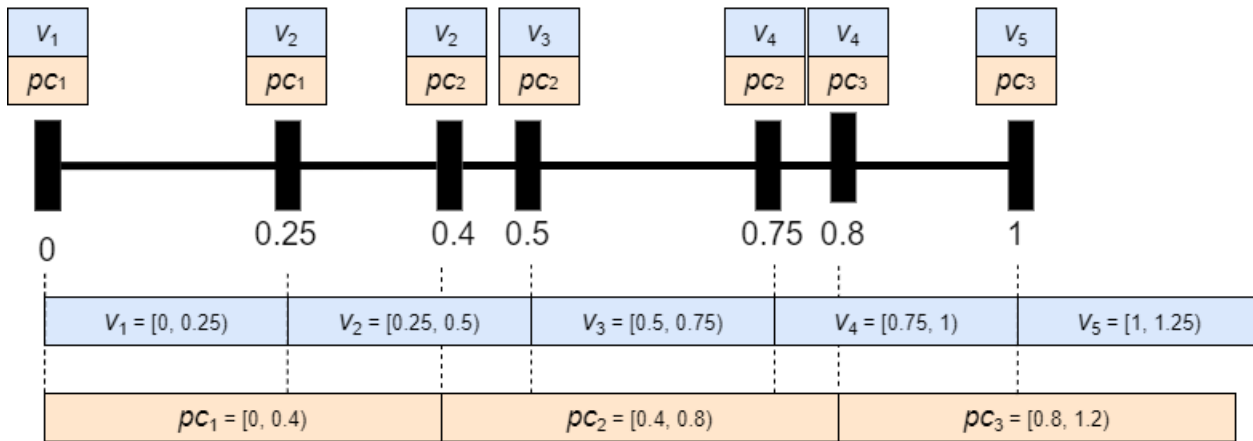 V₁ V₂ V₂ V₃ V₄ V₄ V₅
pc₁ pc₁ pc₂ pc₂ pc₂ pc₃ pc₃
0 0.25 0.4 0.5 0.75 0.8 1
V₁ = [0, 0.25) V₂ = [0.25, 0.5) V₃ = [0.5, 0.75) V₄ = [0.75, 1) V₅ = [1, 1.25)
pc₁ = [0, 0.4) pc₂ = [0.4, 0.8) pc₃ = [0.8, 1.2)